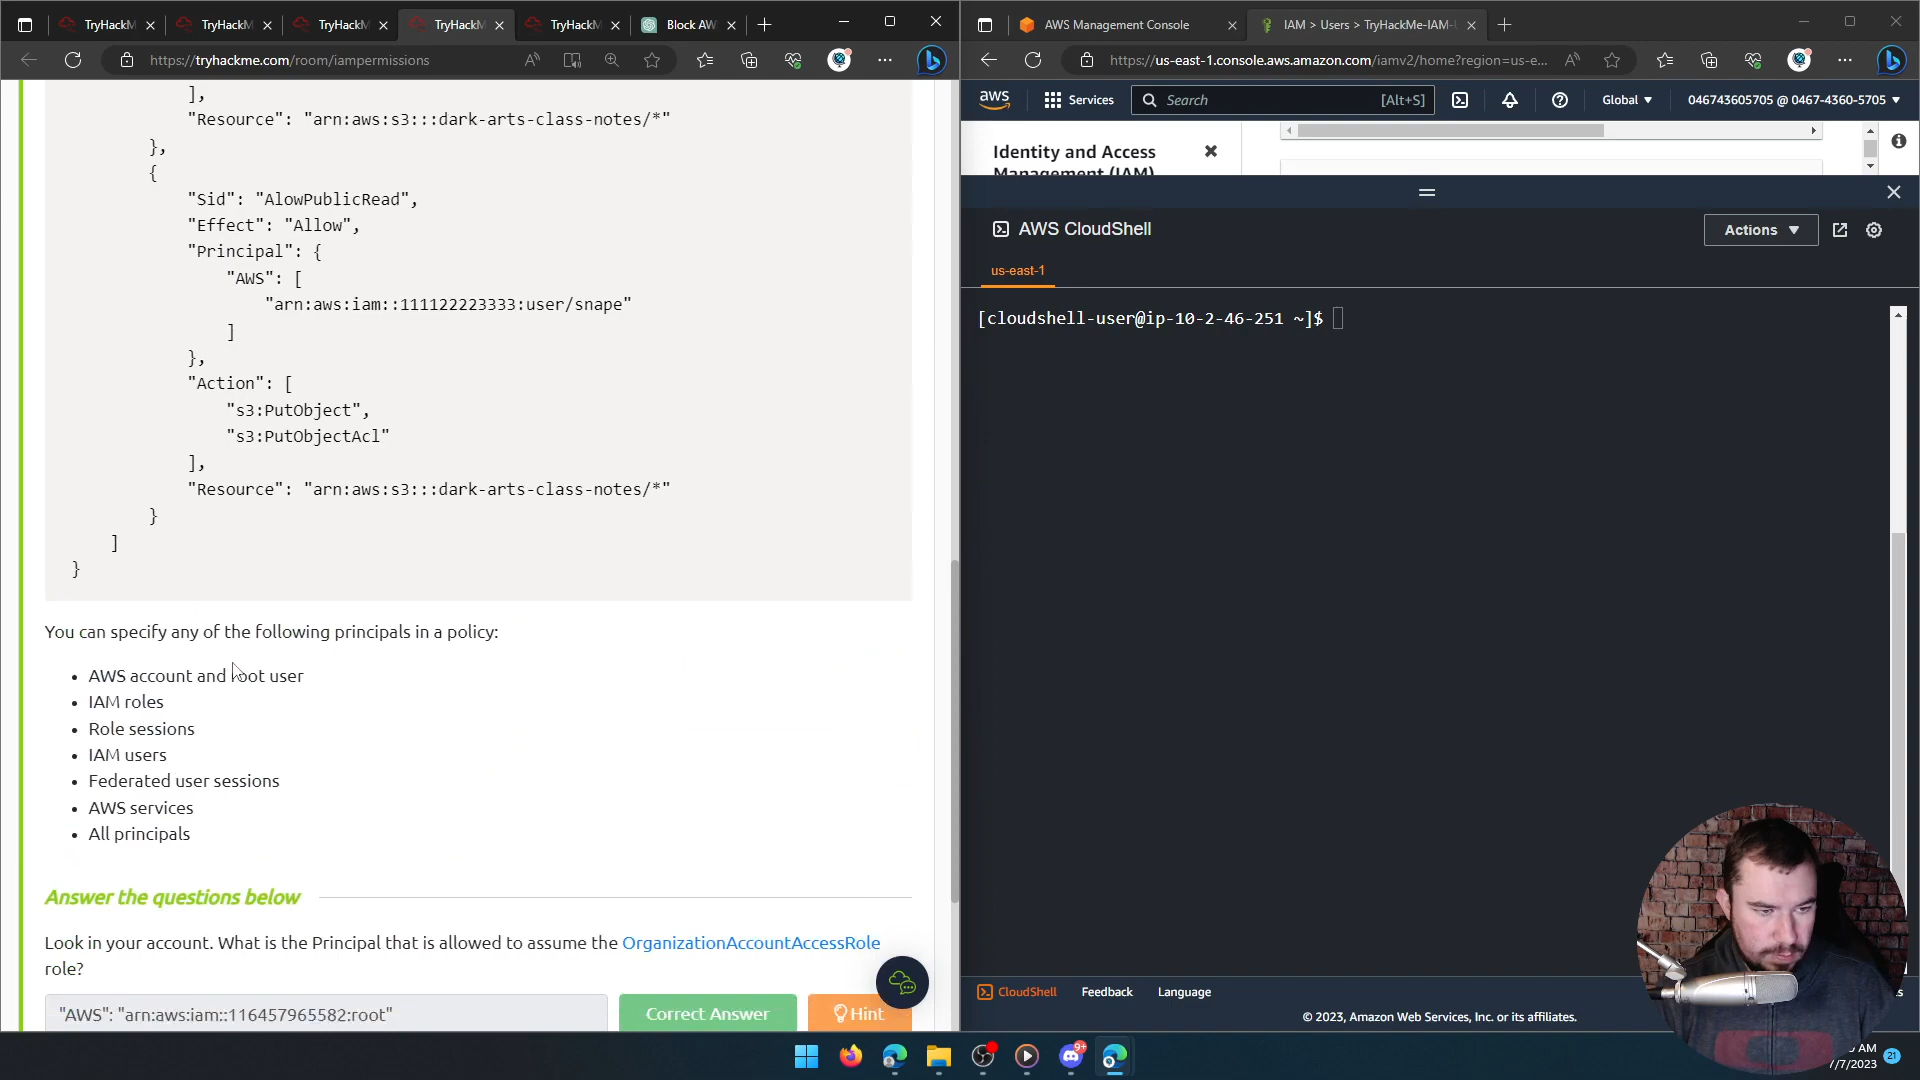 TryHackM
TryHackM
TryHackM
TryHackM
TryHackM
Block AW
https://tryhackme.com/room/iampermissions
],
"Resource": "arn:aws:s3:::dark-arts-class-notes/*"
},
{
"Sid": "AlowPublicRead",
"Effect": "Allow",
"Principal": {
"AWS": [
"arn:aws:iam::111122223333:user/snape"
]
},
"Action": [
"s3:PutObject",
"s3:PutObjectAcl"
],
"Resource": "arn:aws:s3:::dark-arts-class-notes/*"
}
]
}
You can specify any of the following principals in a policy:
• AWS account and root user
• IAM roles
• Role sessions
• IAM users
• Federated user sessions
• AWS services
• All principals
Answer the questions below
Look in your account. What is the Principal that is allowed to assume the OrganizationAccountAccessRole
role?
"AWS": "arn:aws:iam::116457965582:root"
Correct Answer
Hint
AWS Management Console
IAM > Users > TryHackMe-IAM-
https://us-east-1.console.aws.amazon.com/iamv2/home?region=us-e...
aws
Services
Search
[Alt+S]
Global
046743605705 @ 0467-4360-5705
Identity and Access
Management (IAM)
AWS CloudShell
Actions
us-east-1
[cloudshell-user@ip-10-2-46-251 ~]$
CloudShell
Feedback
Language
© 2023, Amazon Web Services, Inc. or its affiliates.
9+
AM
/7/2023
21